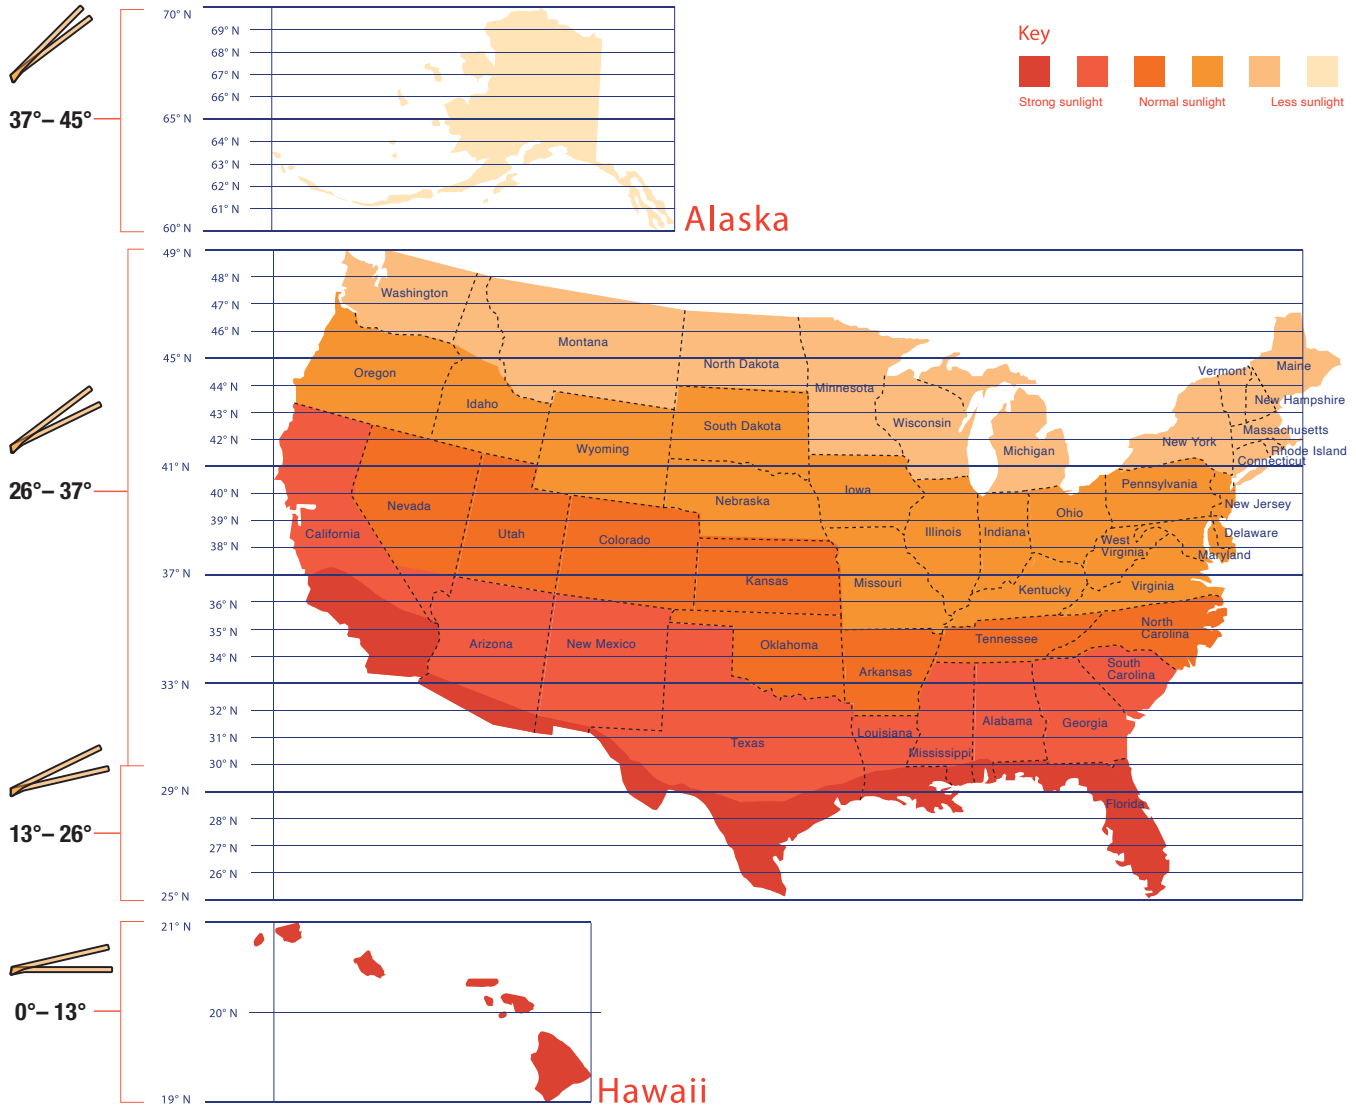 Key
Strong sunlight
Normal sunlight
Less sunlight
37°– 45°
70° N
69° N
68° N
67° N
66° N
65° N
64° N
63° N
62° N
61° N
60° N
Alaska
26°– 37°
13°– 26°
49° N
48° N
47° N
46° N
45° N
44° N
43° N
42° N
41° N
40° N
39° N
38° N
37° N
36° N
35° N
34° N
33° N
32° N
31° N
30° N
29° N
28° N
27° N
26° N
25° N
Washington
Montana
North Dakota
Minnesota
Vermont
Maine
Oregon
Idaho
New Hampshire
Wisconsin
South Dakota
Massachusetts
New York
Wyoming
Michigan
Rhode Island
Connecticut
Pennsylvania
Iowa
Nebraska
Nevada
New Jersey
Ohio
California
Utah
Colorado
Illinois
Indiana
Delaware
West
Virginia
Maryland
Kansas
Missouri
Kentucky
Virginia
North
Carolina
Tennessee
Arizona
New Mexico
Oklahoma
Arkansas
South
Carolina
Alabama
Georgia
Louisiana
Texas
Mississippi
Florida
0°– 13°
21° N
20° N
19° N
Hawaii